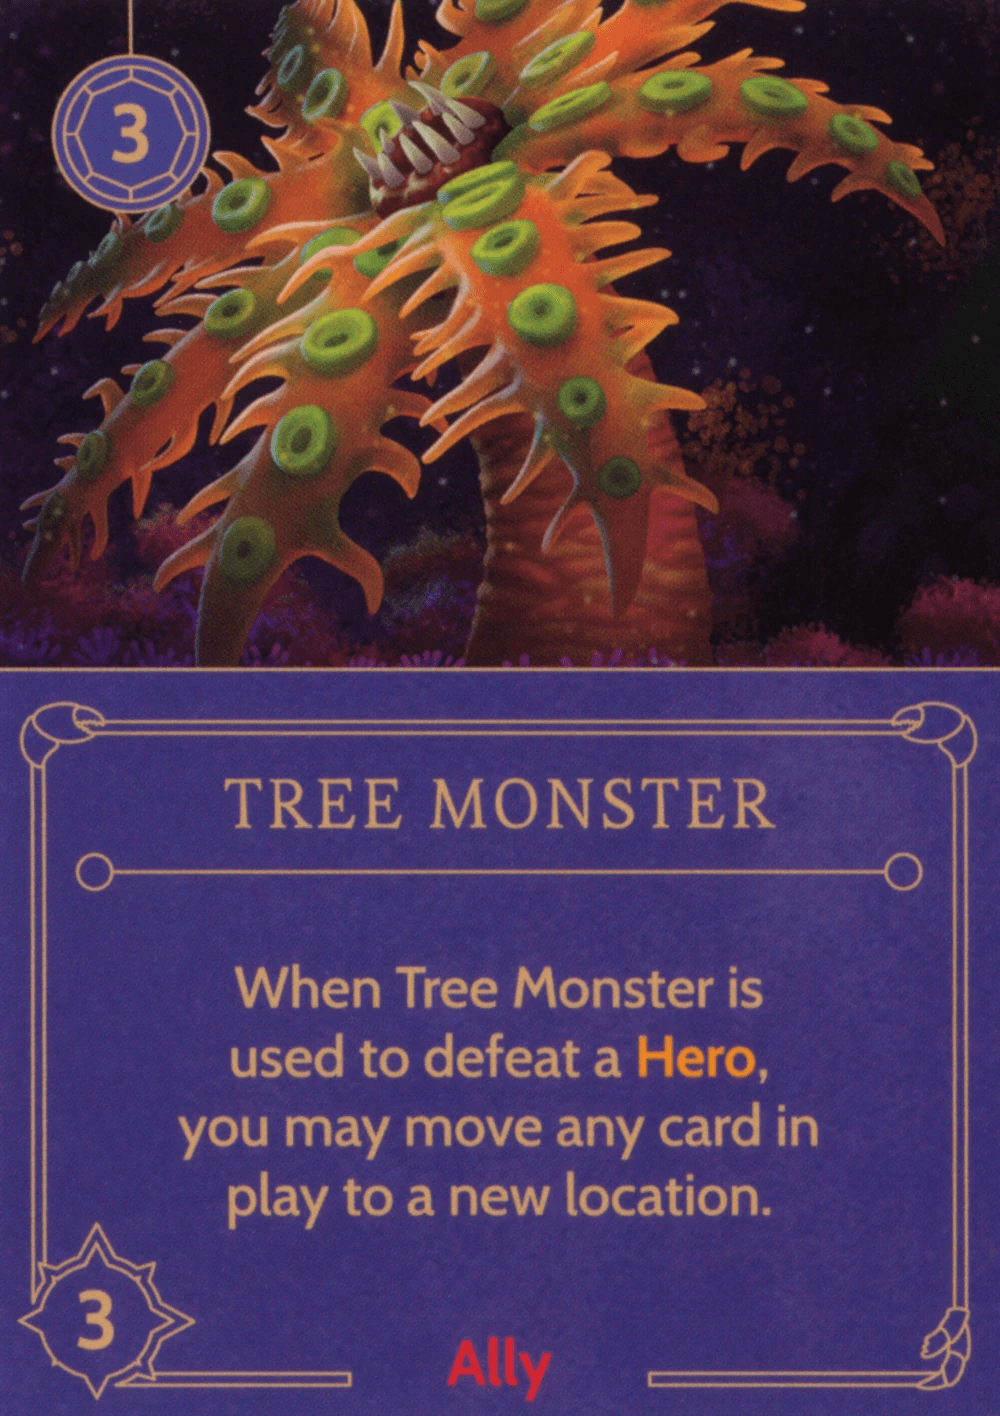 3
TREE MONSTER
When Tree Monster is
used to defeat a Hero,
you may move any card in
play to a new location.
3
Ally